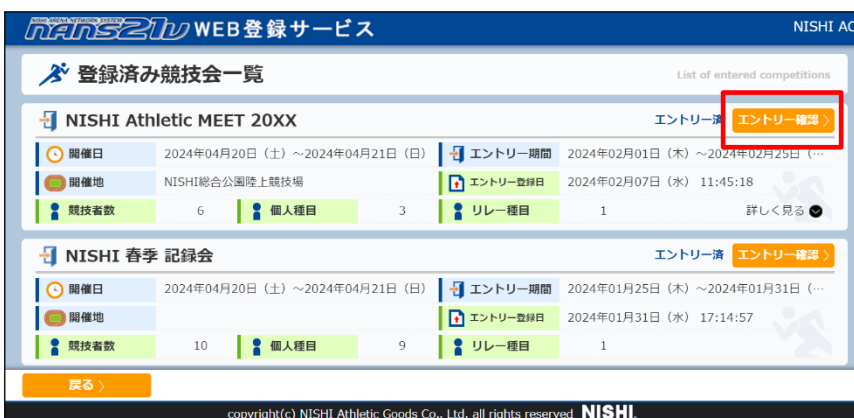 NISHI ARENA NETWORK SYSTEM
NANS21V WEB登録サービス NISHI AC
登録済み競技会一覧 List of entered competitions
NISHI Athletic MEET 20XX エントリー済 エントリー確認 〉
開催日 2024年04月20日（土）～2024年04月21日（日） エントリー期間 2024年02月01日（木）～2024年02月25日（…
開催地 NISHI総合公園陸上競技場 エントリー登録日 2024年02月07日（水） 11:45:18
競技者数 6 個人種目 3 リレー種目 1 詳しく見る
NISHI 春季 記録会 エントリー済 エントリー確認 〉
開催日 2024年04月20日（土）～2024年04月21日（日） エントリー期間 2024年01月25日（木）～2024年01月31日（…
開催地 エントリー登録日 2024年01月31日（水） 17:14:57
競技者数 10 個人種目 9 リレー種目 1
戻る 〉
copyright(c) NISHI Athletic Goods Co., Ltd. all rights reserved NISHI.